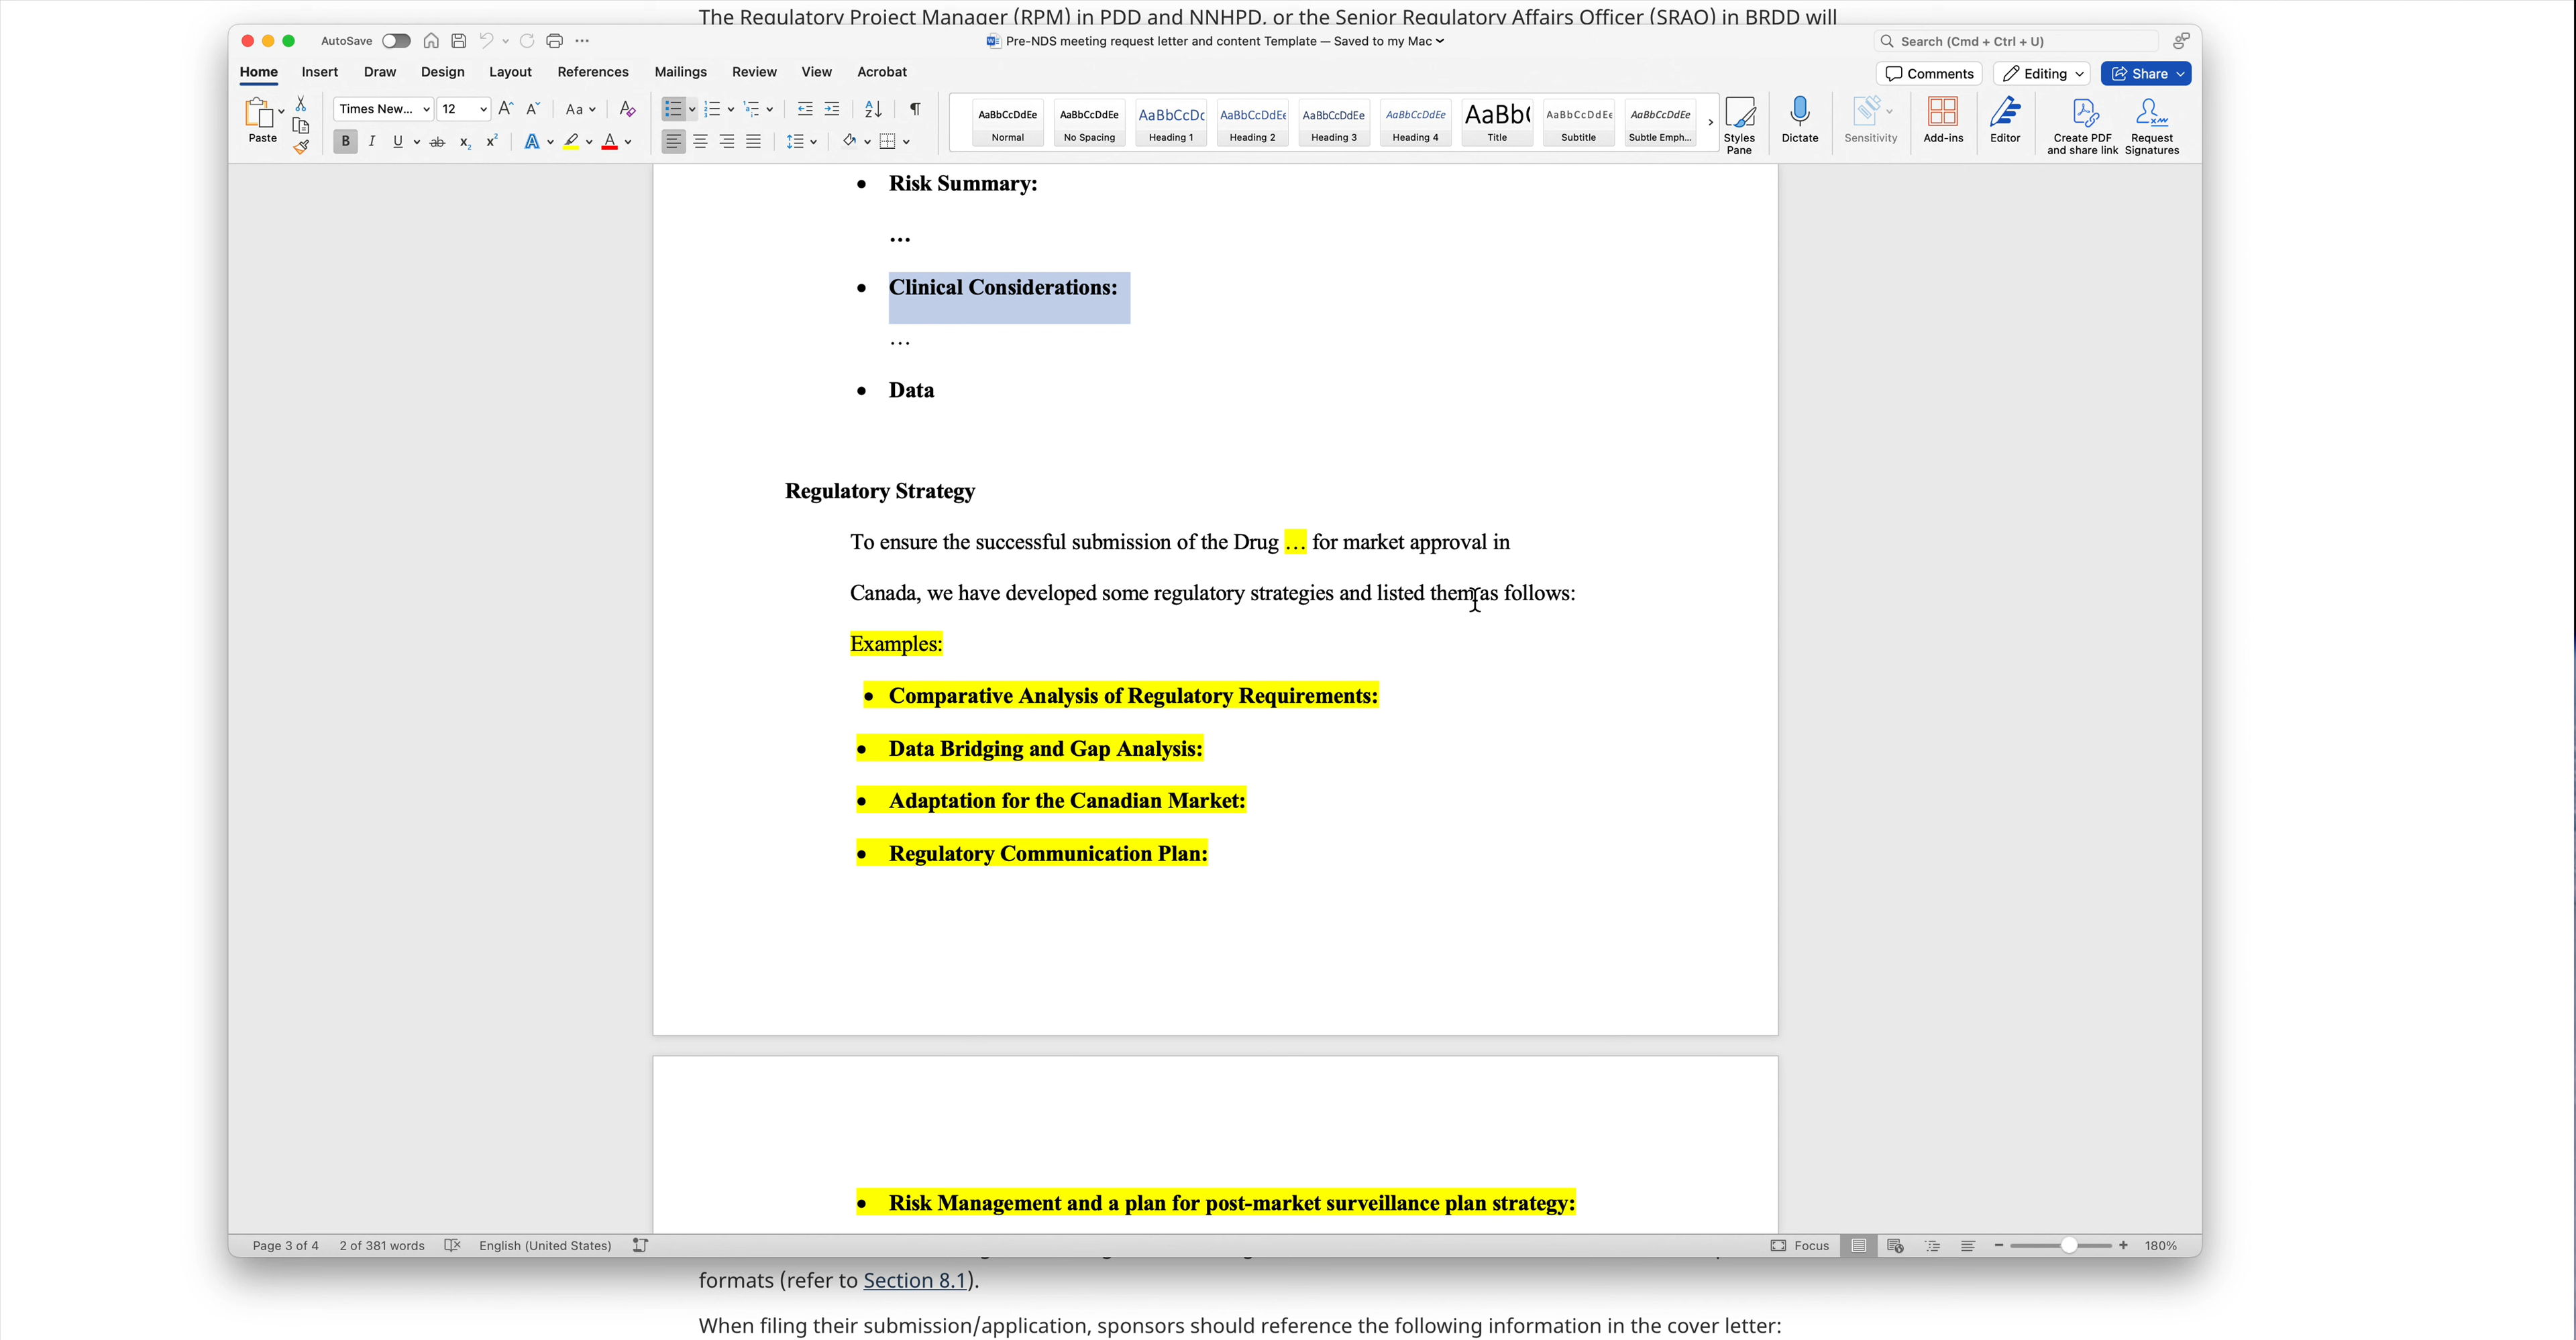 The Regulatory Project Manager (RPM) in PDD and NNHPD, or the Senior Regulatory Affairs Officer (SRAO) in BRDD will
AutoSave
Pre-NDS meeting request letter and content Template — Saved to my Mac
Search (Cmd + Ctrl + U)
Home Insert Draw Design Layout References Mailings Review View Acrobat
Comments Editing Share
Paste
Times New... 12
AaBbCcDdEe Normal
AaBbCcDdEe No Spacing
AaBbCcDc Heading 1
AaBbCcDdEe Heading 2
AaBbCcDdEe Heading 3
AaBbCcDdEe Heading 4
AaBb( Title
AaBbCcDdEe Subtitle
AaBbCcDdEe Subtle Emph...
Styles Pane
Dictate
Sensitivity
Add-ins
Editor
Create PDF and share link
Request Signatures
• Risk Summary:
…
• Clinical Considerations:
…
• Data
Regulatory Strategy
To ensure the successful submission of the Drug … for market approval in
Canada, we have developed some regulatory strategies and listed them as follows:
Examples:
• Comparative Analysis of Regulatory Requirements:
• Data Bridging and Gap Analysis:
• Adaptation for the Canadian Market:
• Regulatory Communication Plan:
• Risk Management and a plan for post-market surveillance plan strategy:
Page 3 of 4 2 of 381 words English (United States) Focus 180%
formats (refer to Section 8.1).
When filing their submission/application, sponsors should reference the following information in the cover letter: